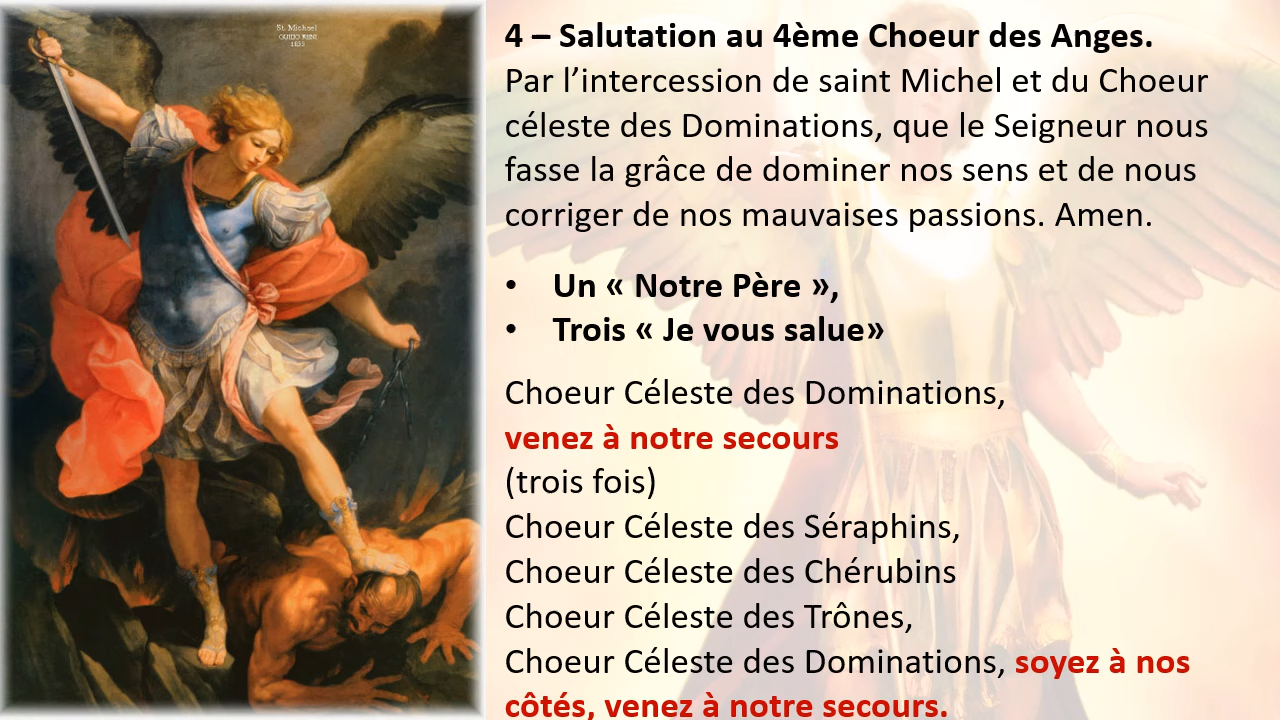 St. Michael
GUIDO RENI
4 – Salutation au 4ème Choeur des Anges.
Par l’intercession de saint Michel et du Choeur
céleste des Dominations, que le Seigneur nous
fasse la grâce de dominer nos sens et de nous
corriger de nos mauvaises passions. Amen.
• Un « Notre Père »,
• Trois « Je vous salue»
Choeur Céleste des Dominations,
venez à notre secours
(trois fois)
Choeur Céleste des Séraphins,
Choeur Céleste des Chérubins
Choeur Céleste des Trônes,
Choeur Céleste des Dominations, soyez à nos
côtés, venez à notre secours.